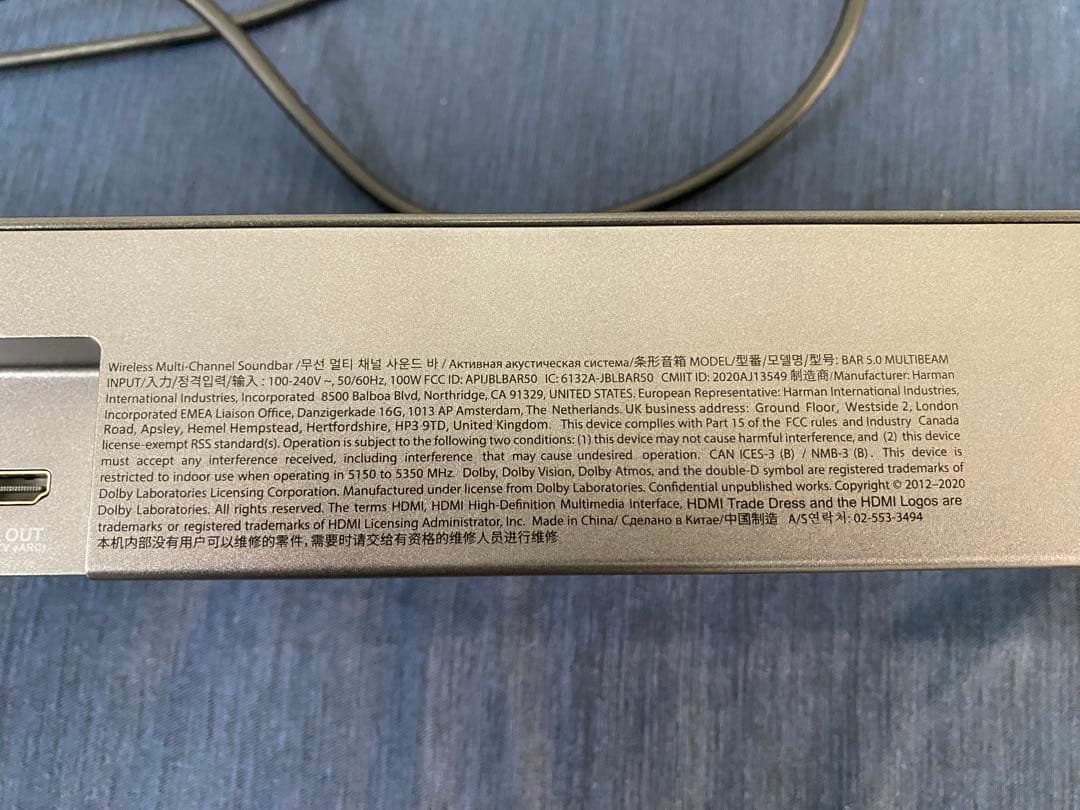 Wireless Multi-Channel Soundbar /무선 멀티 채널 사운드 바 / Активная акустическая система/条形音箱 MODEL/型番/모델명/型号: BAR 5.0 MULTIBEAM
INPUT/入力/정격입력/输入 : 100-240V ~, 50/60Hz, 100W FCC ID: APIJBLBAR50 IC: 6132A-JBLBAR50 CMIIT ID: 2020AJ13549 制造商/Manufacturer: Harman
International Industries, Incorporated 8500 Balboa Blvd, Northridge, CA 91329, UNITED STATES. European Representative: Harman International Industries,
Incorporated EMEA Liaison Office, Danzigerkade 16G, 1013 AP Amsterdam, The Netherlands. UK business address: Ground Floor, Westside 2, London
Road, Apsley, Hemel Hempstead, Hertfordshire, HP3 9TD, United Kingdom. This device complies with Part 15 of the FCC rules and Industry Canada
license-exempt RSS standard(s). Operation is subject to the following two conditions: (1) this device may not cause harmful interference, and (2) this device
must accept any interference received, including interference that may cause undesired operation. CAN ICES-3 (B) / NMB-3 (B). This device is
restricted to indoor use when operating in 5150 to 5350 MHz. Dolby, Dolby Vision, Dolby Atmos, and the double-D symbol are registered trademarks of
Dolby Laboratories Licensing Corporation. Manufactured under license from Dolby Laboratories. Confidential unpublished works. Copyright © 2012–2020
Dolby Laboratories. All rights reserved. The terms HDMI, HDMI High-Definition Multimedia Interface, HDMI Trade Dress and the HDMI Logos are
trademarks or registered trademarks of HDMI Licensing Administrator, Inc. Made in China/ Сделано в Китае/中国制造 A/S연락처: 02-553-3494
本机内部没有用户可以维修的零件，需要时请交给有资格的维修人员进行维修
OUT
TV eARC)